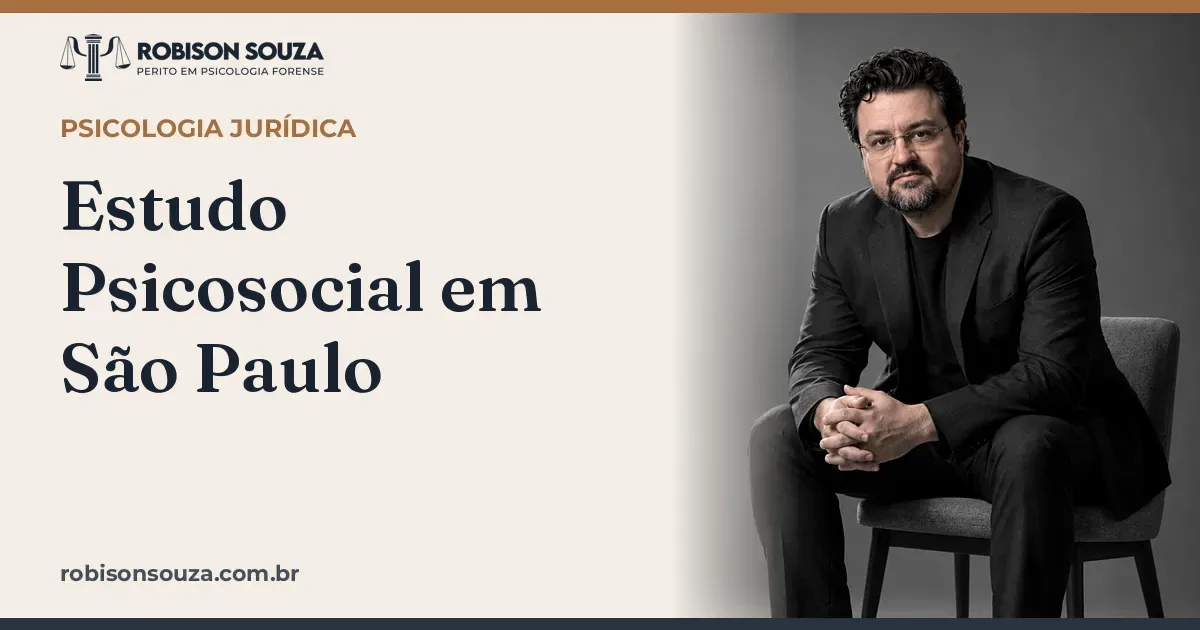 ROBISON SOUZA
PERITO EM PSICOLOGIA FORENSE
PSICOLOGIA JURÍDICA
Estudo
Psicosocial em
São Paulo
robisonsouza.com.br